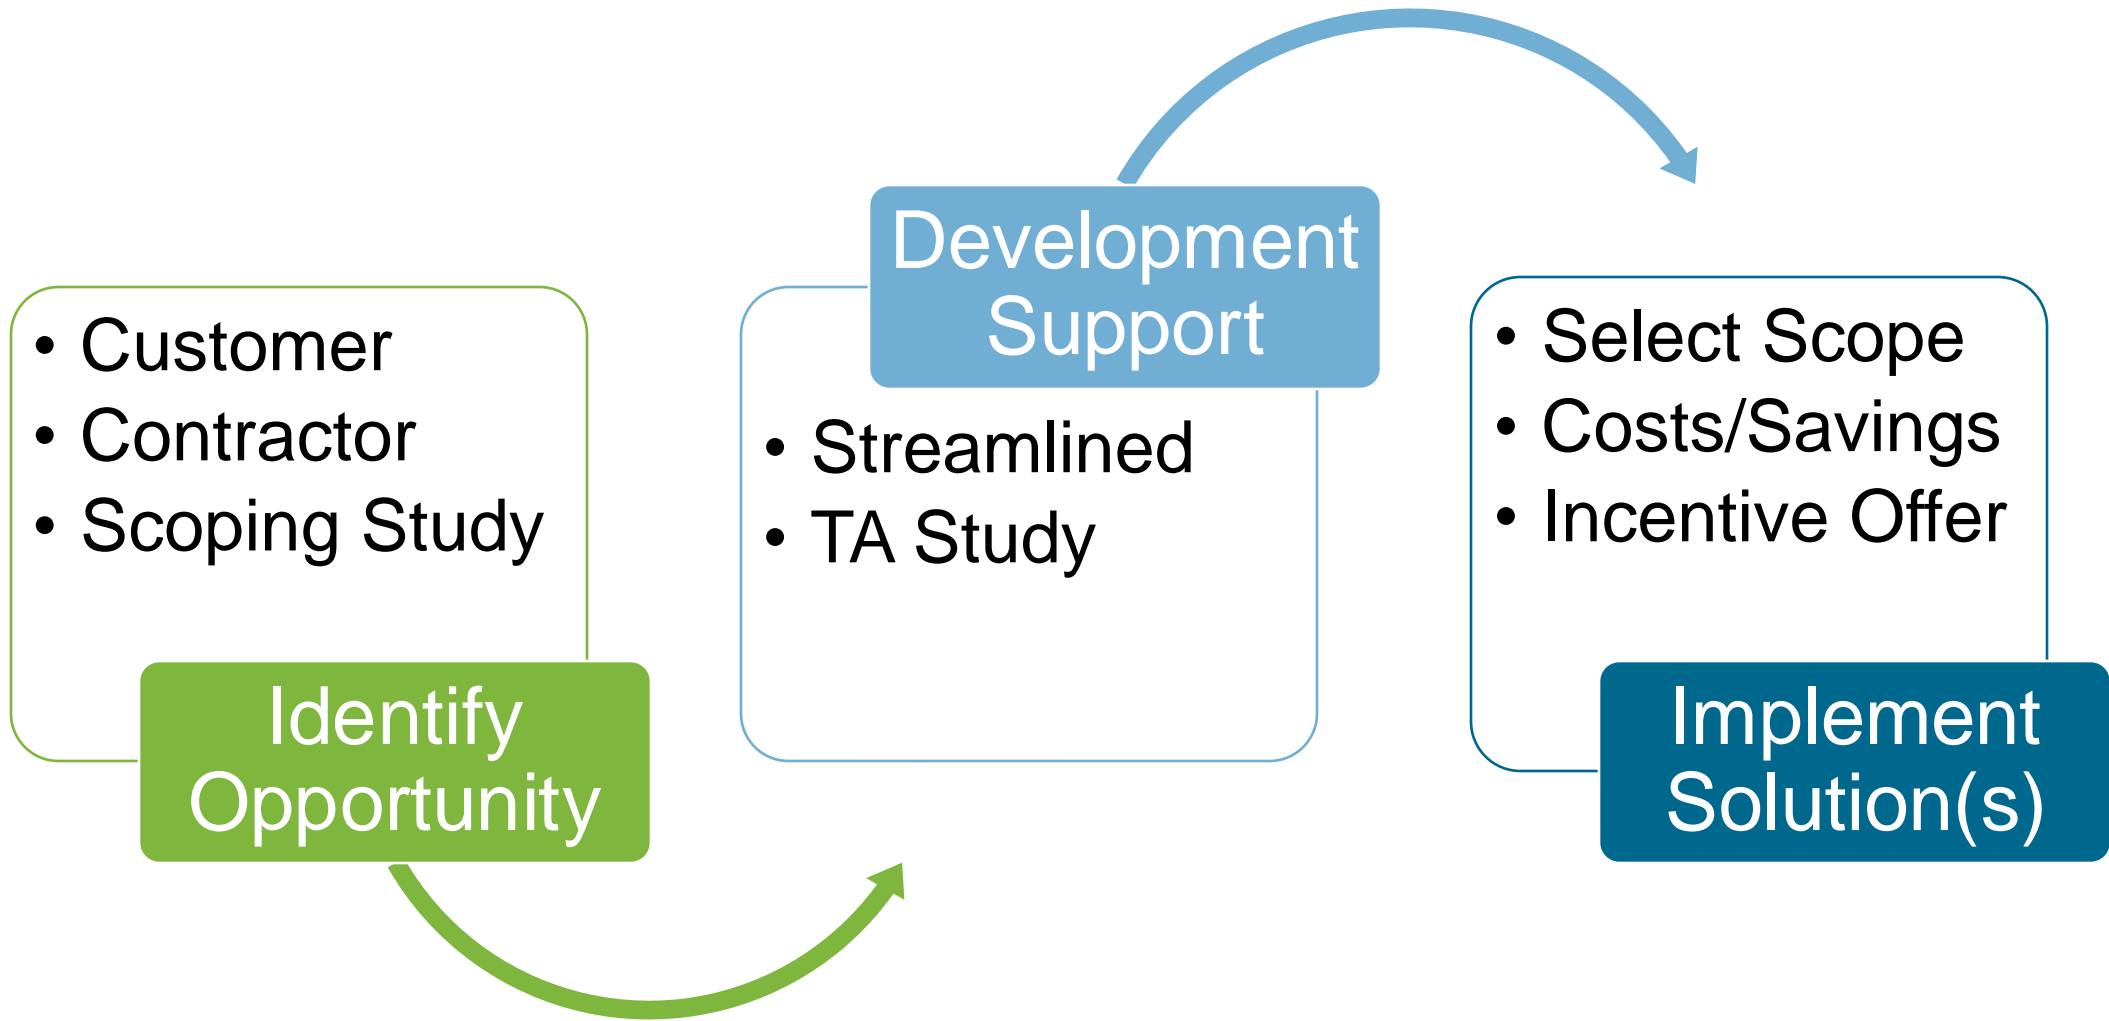 • Customer
• Contractor
• Scoping Study
Identify
Opportunity
Development
Support
• Streamlined
• TA Study
• Select Scope
• Costs/Savings
• Incentive Offer
Implement
Solution(s)